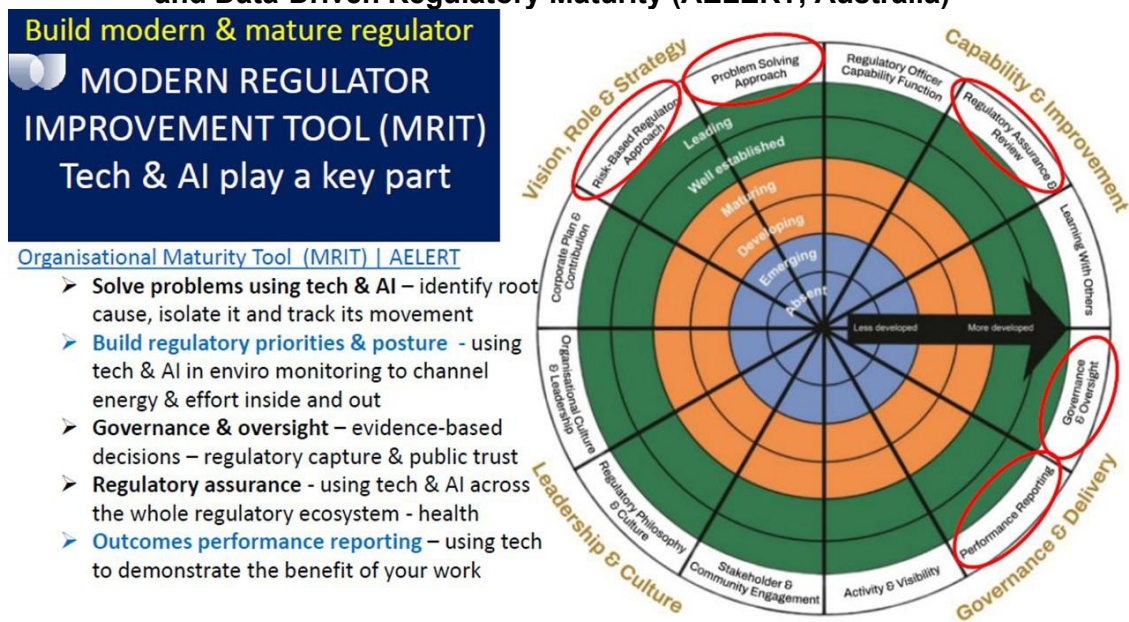 and Data-Driven Regulatory Maturity (AELERT, Australia)
Build modern & mature regulator
MODERN REGULATOR
IMPROVEMENT TOOL (MRIT)
Tech & AI play a key part
Organisational Maturity Tool (MRIT) | AELERT
➤ Solve problems using tech & AI – identify root
cause, isolate it and track its movement
➤ Build regulatory priorities & posture - using
tech & AI in enviro monitoring to channel
energy & effort inside and out
➤ Governance & oversight – evidence-based
decisions – regulatory capture & public trust
➤ Regulatory assurance - using tech & AI across
the whole regulatory ecosystem - health
➤ Outcomes performance reporting – using tech
to demonstrate the benefit of your work
Vision, Role & Strategy
Capability & Improvement
Governance & Delivery
Leadership & Culture
Corporate Plan &
Contribution
Risk-Based Regulator
Approach
Problem Solving
Approach
Regulatory Officer
Capability Function
Regulatory Assurance &
Review
Learning With Others
Governance
& Oversight
Performance Reporting
Activity & Visibility
Stakeholder &
Community Engagement
Regulatory Philosophy
& Culture
Organisational Culture
& Leadership
Leading
Well established
Maturing
Developing
Emerging
Absent
Less developed
More developed